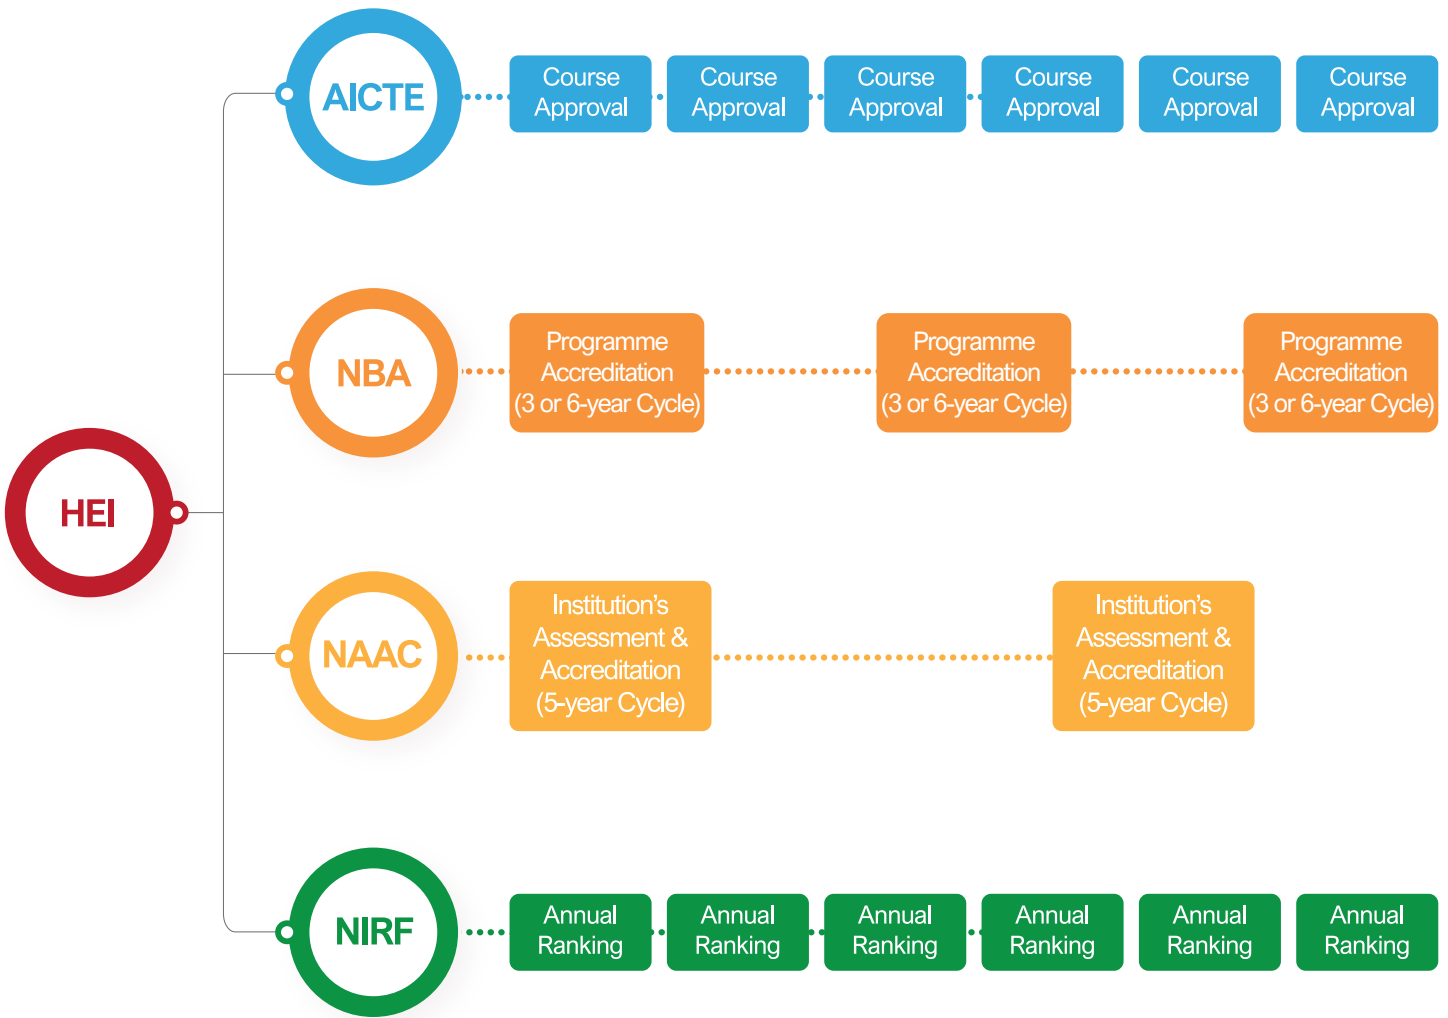 AICTE
Course
Approval
Course
Approval
Course
Approval
Course
Approval
Course
Approval
Course
Approval
NBA
Programme
Accreditation
(3 or 6-year Cycle)
Programme
Accreditation
(3 or 6-year Cycle)
Programme
Accreditation
(3 or 6-year Cycle)
HEI
NAAC
Institution’s
Assessment &
Accreditation
(5-year Cycle)
Institution’s
Assessment &
Accreditation
(5-year Cycle)
NIRF
Annual
Ranking
Annual
Ranking
Annual
Ranking
Annual
Ranking
Annual
Ranking
Annual
Ranking